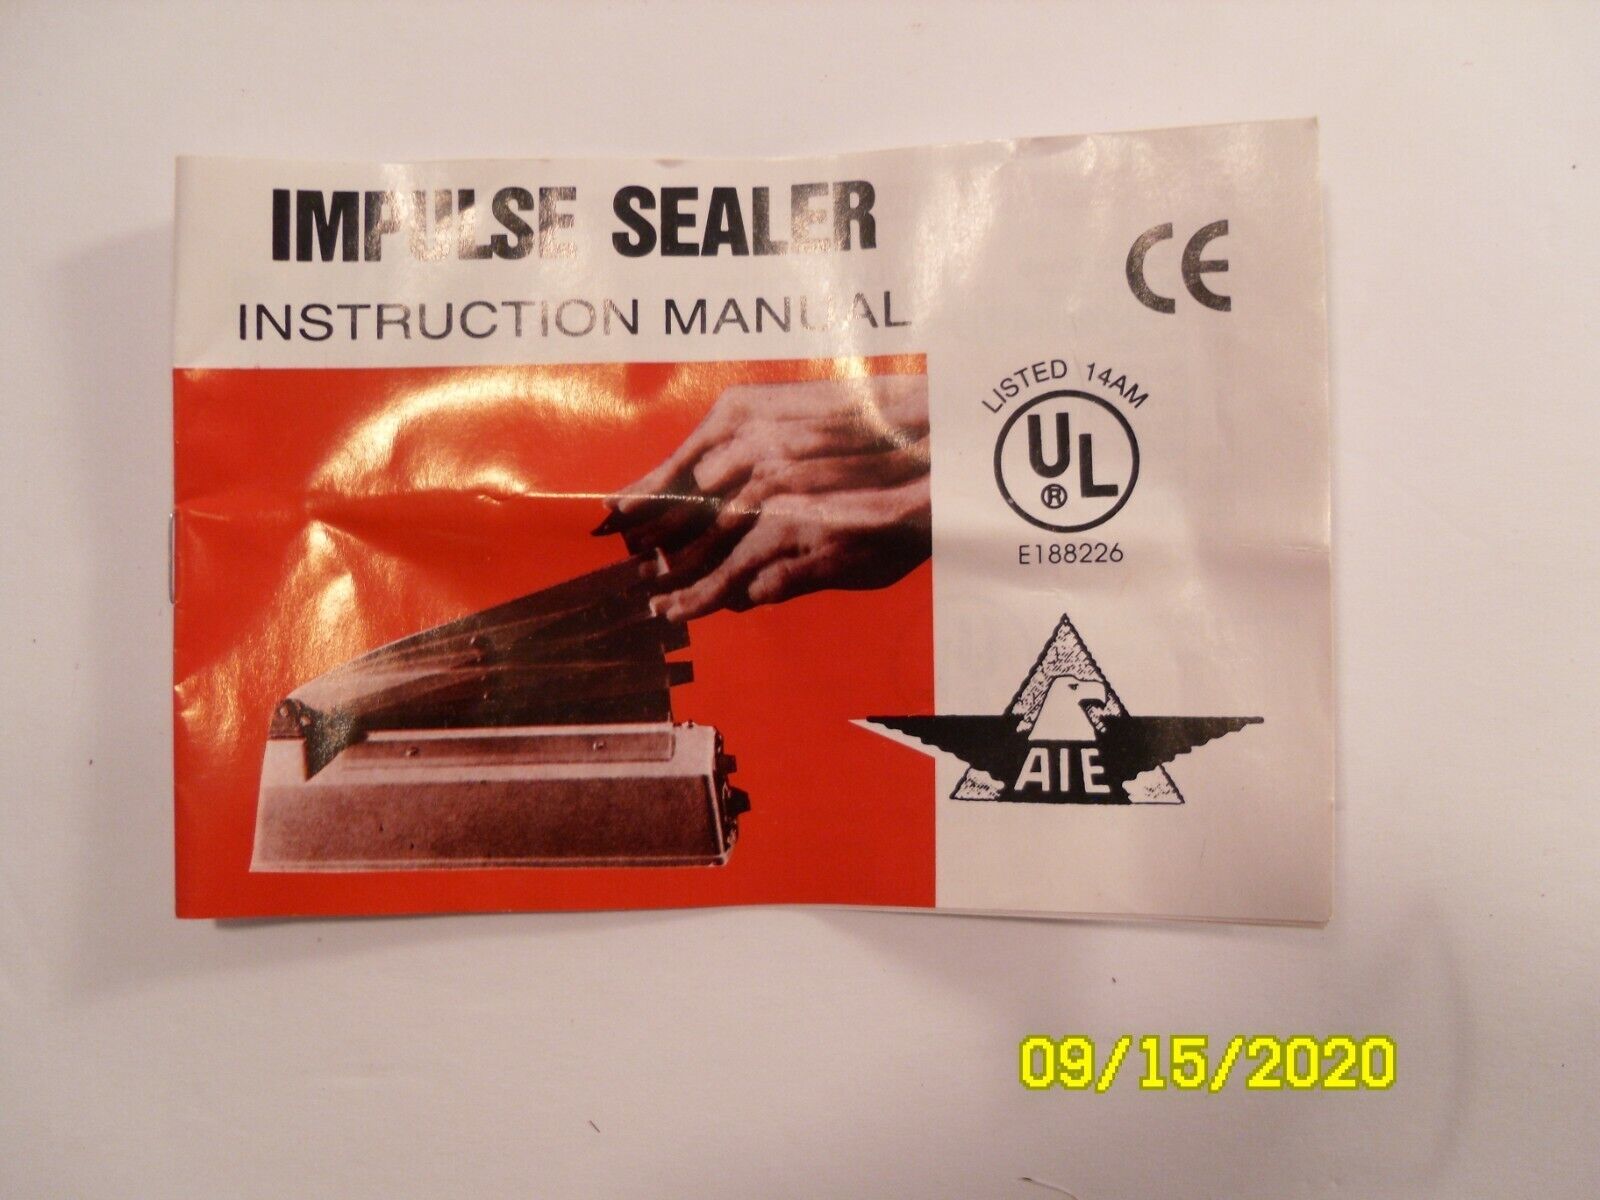 IMPULSE SEALER
INSTRUCTION MANUAL
CE
LISTED 14AM
UL
®
E188226
AIE
09/15/2020